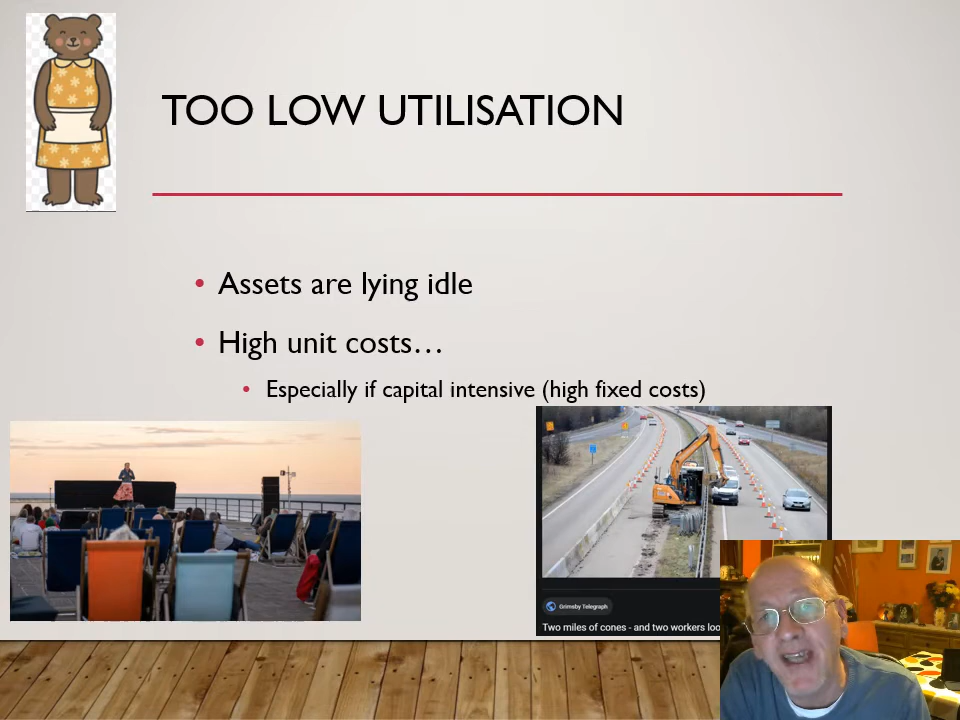 TOO LOW UTILISATION
• Assets are lying idle
• High unit costs…
• Especially if capital intensive (high fixed costs)
Grimsby Telegraph
Two miles of cones - and two workers loo